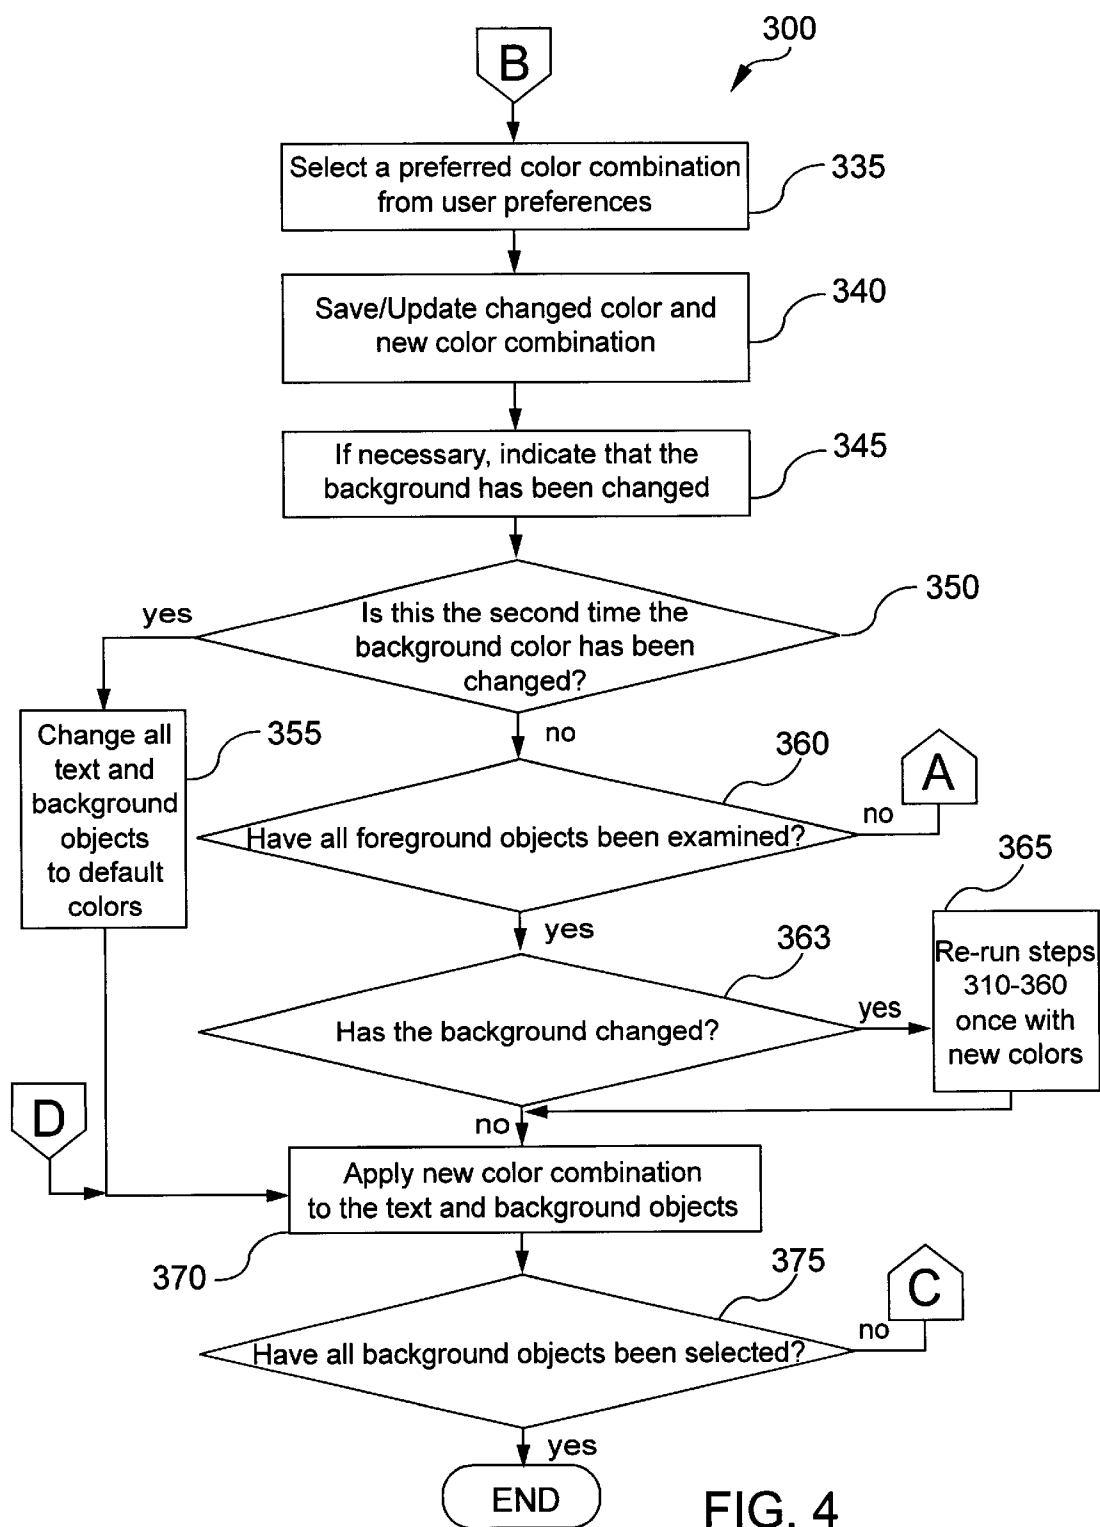 300
B
Select a preferred color combination
from user preferences
335
Save/Update changed color and
new color combination
340
If necessary, indicate that the
background has been changed
345
Is this the second time the
background color has been
changed?
350
yes
no
Change all
text and
background
objects
to default
colors
355
Have all foreground objects been examined?
360
no
A
yes
Has the background changed?
363
yes
Re-run steps
310-360
once with
new colors
365
no
D
Apply new color combination
to the text and background objects
370
Have all background objects been selected?
375
no
C
yes
END
FIG. 4